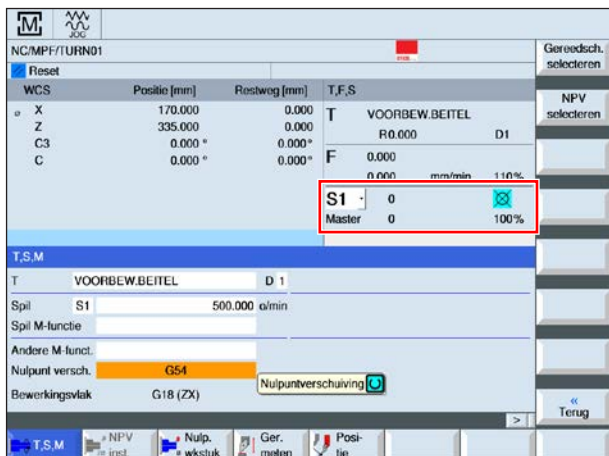 M
JOG
NC/MPF/TURN01
Reset
WCS Positie [mm] Restweg [mm] T,F,S
X 170.000 0.000
Z 335.000 0.000
C3 0.000 ° 0.000°
C 0.000 ° 0.000°
T VOORBEW.BEITEL
R0.000 D1
F 0.000
0.000 mm/min 110%
S1 0
Master 0 100%
T,S,M
T VOORBEW.BEITEL D 1
Spil S1 500.000 o/min
Spil M-functie
Andere M-funct.
Nulpunt versch. G54
Nulpuntverschuiving
Bewerkingsvlak G18 (ZX)
>
Gereedsch.
selecteren
NPV
selecteren
«
Terug
T,S,M
NPV
inst.
Nulp.
wkstuk
Ger.
meten
Posi-
tie